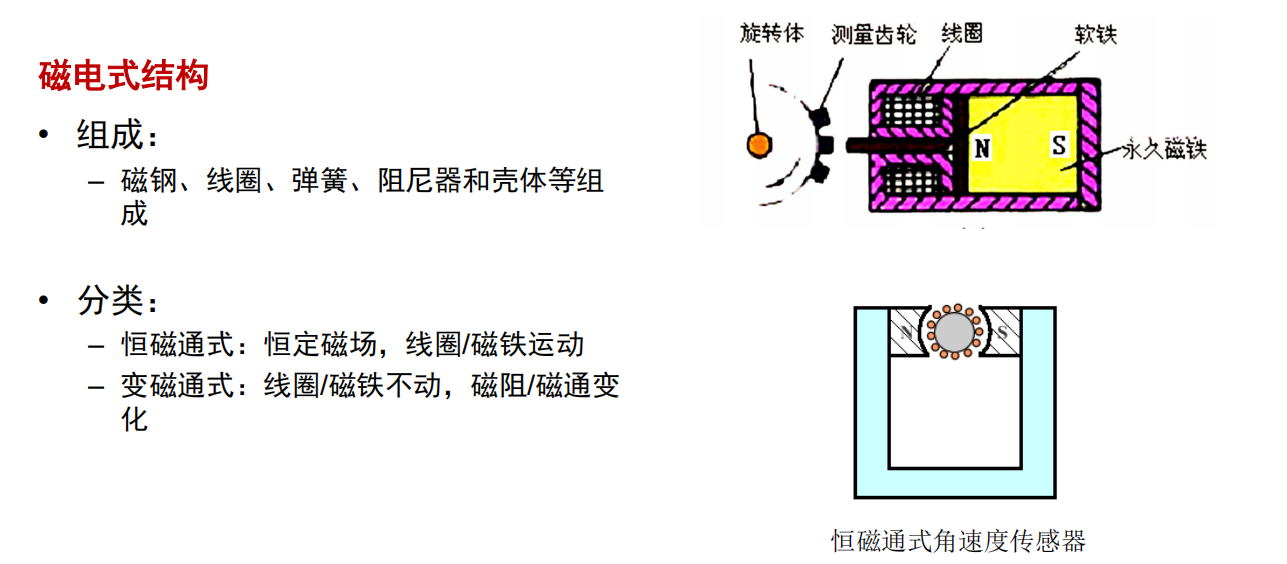 磁电式结构
• 组成：
– 磁钢、线圈、弹簧、阻尼器和壳体等组
成
• 分类：
– 恒磁通式：恒定磁场，线圈/磁铁运动
– 变磁通式：线圈/磁铁不动，磁阻/磁通变
化
旋转体 测量齿轮 线圈 软铁
N S 永久磁铁
N S
恒磁通式角速度传感器